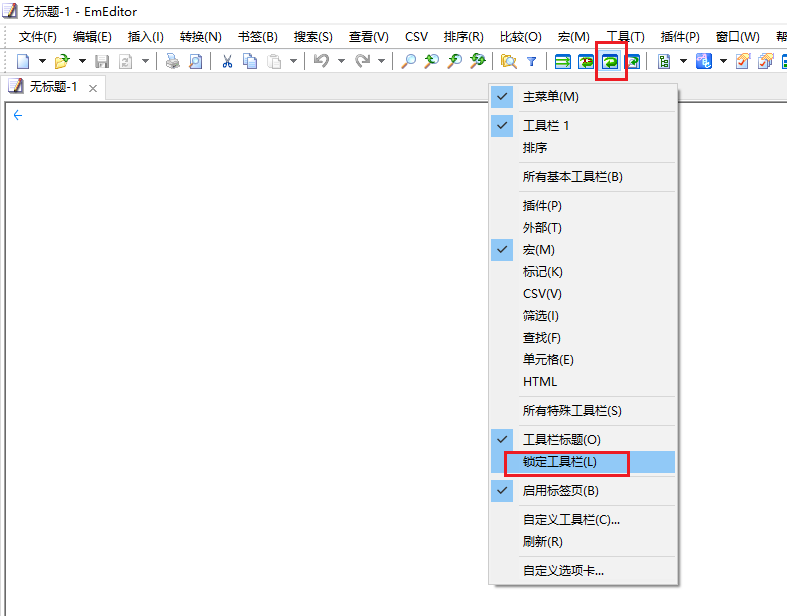 无标题-1 - EmEditor
文件(F) 编辑(E) 插入(I) 转换(N) 书签(B) 搜索(S) 查看(V) CSV 排序(R) 比较(O) 宏(M) 工具(T) 插件(P) 窗口(W) 帮
无标题-1
主菜单(M)
工具栏 1
排序
所有基本工具栏(B)
插件(P)
外部(T)
宏(M)
标记(K)
CSV(V)
筛选(I)
查找(F)
单元格(E)
HTML
所有特殊工具栏(S)
工具栏标题(O)
锁定工具栏(L)
启用标签页(B)
自定义工具栏(C)...
刷新(R)
自定义选项卡...